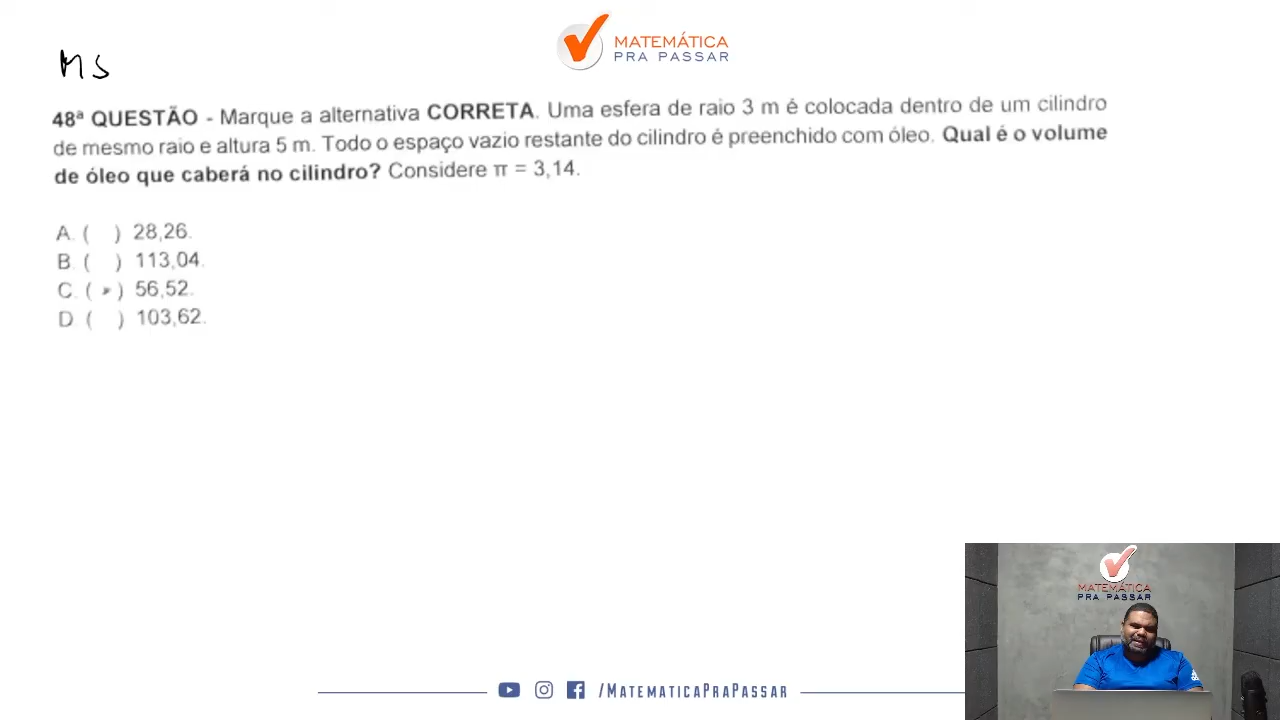 MATEMÁTICA
PRA PASSAR
MS
48ª QUESTÃO - Marque a alternativa CORRETA. Uma esfera de raio 3 m é colocada dentro de um cilindro
de mesmo raio e altura 5 m. Todo o espaço vazio restante do cilindro é preenchido com óleo. Qual é o volume
de óleo que caberá no cilindro? Considere π = 3,14.
A. ( ) 28,26.
B. ( ) 113,04.
C. ( ) 56,52.
D. ( ) 103,62.
MATEMÁTICA
PRA PASSAR
/MATEMATICAPRAPASSAR